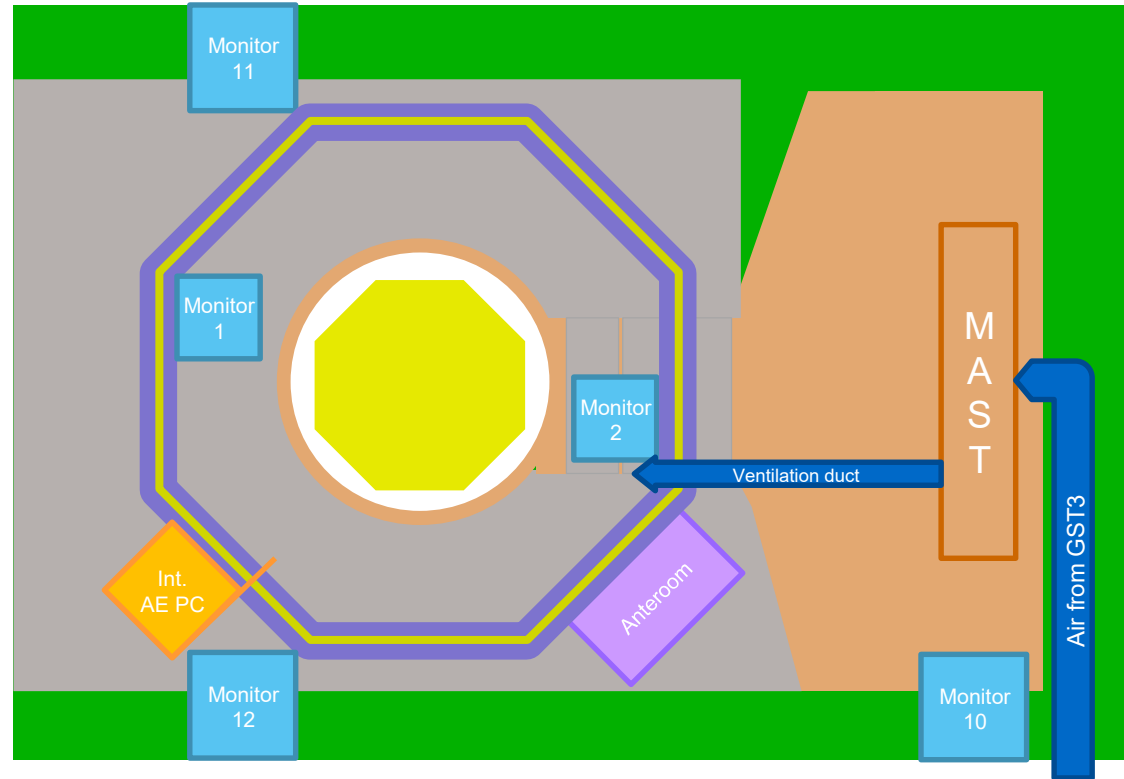 Monitor
11
Monitor
1
M
A
S
T
Monitor
2
Ventilation duct
Int.
AE PC
Anteroom
Air from GST3
Monitor
12
Monitor
10